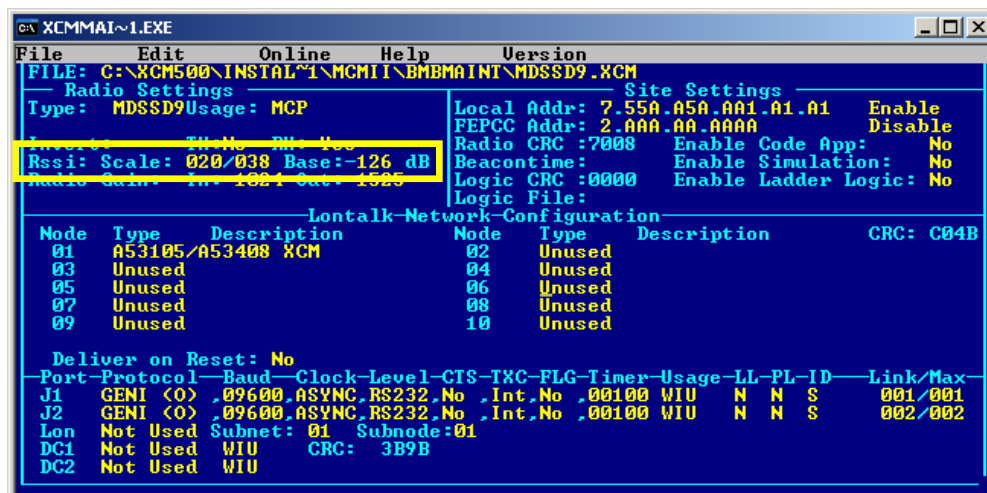 XCMMAI~1.EXE
File Edit Online Help Version
FILE: C:\XCM500\INSTAL~1\MCMII\BMBMAINT\MDSSD9.XCM
Radio Settings Site Settings
Type: MDSSD9Usage: MCP Local Addr: 7.55A.A5A.AA1.A1.A1 Enable
FEPCC Addr: 2.AAA.AA.AAAA Disable
Radio CRC :7008 Enable Code App: No
Rssi: Scale: 020/038 Base:-126 dB Beacontime: Enable Simulation: No
Radio Gain: In: 1024 Out: 1525 Logic CRC :0000 Enable Ladder Logic: No
Logic File:
Lontalk-Network-Configuration
Node Type Description Node Type Description CRC: C04B
01 A53105/A53408 XCM 02 Unused
03 Unused 04 Unused
05 Unused 06 Unused
07 Unused 08 Unused
09 Unused 10 Unused
Deliver on Reset: No
Port-Protocol-Baud-Clock-Level-CTS-TXC-FLG-Timer-Usage-LL-PL-ID-Link/Max
J1 GENI (O) ,09600,ASYNC,RS232,No ,Int,No ,00100 WIU N N S 001/001
J2 GENI (O) ,09600,ASYNC,RS232,No ,Int,No ,00100 WIU N N S 002/002
Lon Not Used Subnet: 01 Subnode:01
DC1 Not Used WIU CRC: 3B9B
DC2 Not Used WIU